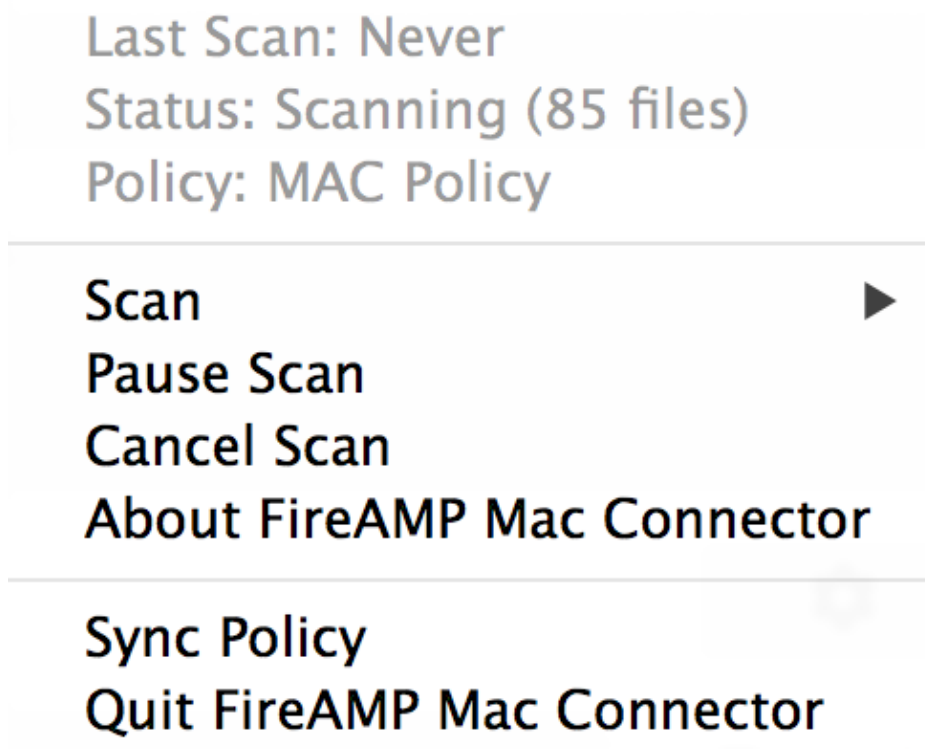 Last Scan: Never
Status: Scanning (85 files)
Policy: MAC Policy
Scan
Pause Scan
Cancel Scan
About FireAMP Mac Connector
Sync Policy
Quit FireAMP Mac Connector